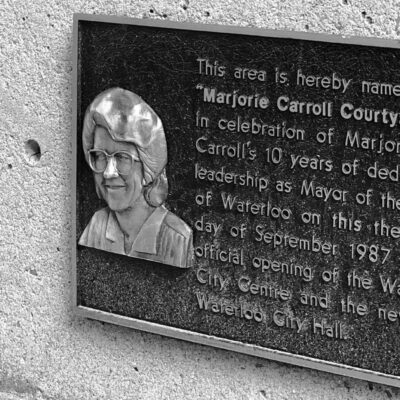 This area is hereby name
"Marjorie Carroll Courty
in celebration of Marjor
Carroll's 10 years of ded
leadership as Mayor of the
of Waterloo on this the
day of September 1987
official opening of the Wa
City Centre and the ne
Waterloo City Hall.